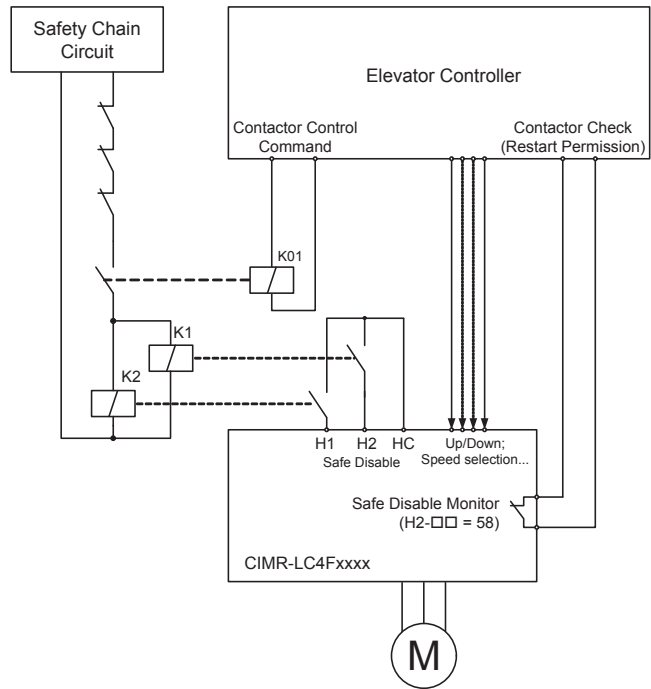 Safety Chain
Circuit
Elevator Controller
Contactor Control
Command
Contactor Check
(Restart Permission)
K01
K1
K2
H1 H2 HC
Safe Disable
Up/Down;
Speed selection...
Safe Disable Monitor
(H2-□□ = 58)
CIMR-LC4Fxxxx
M